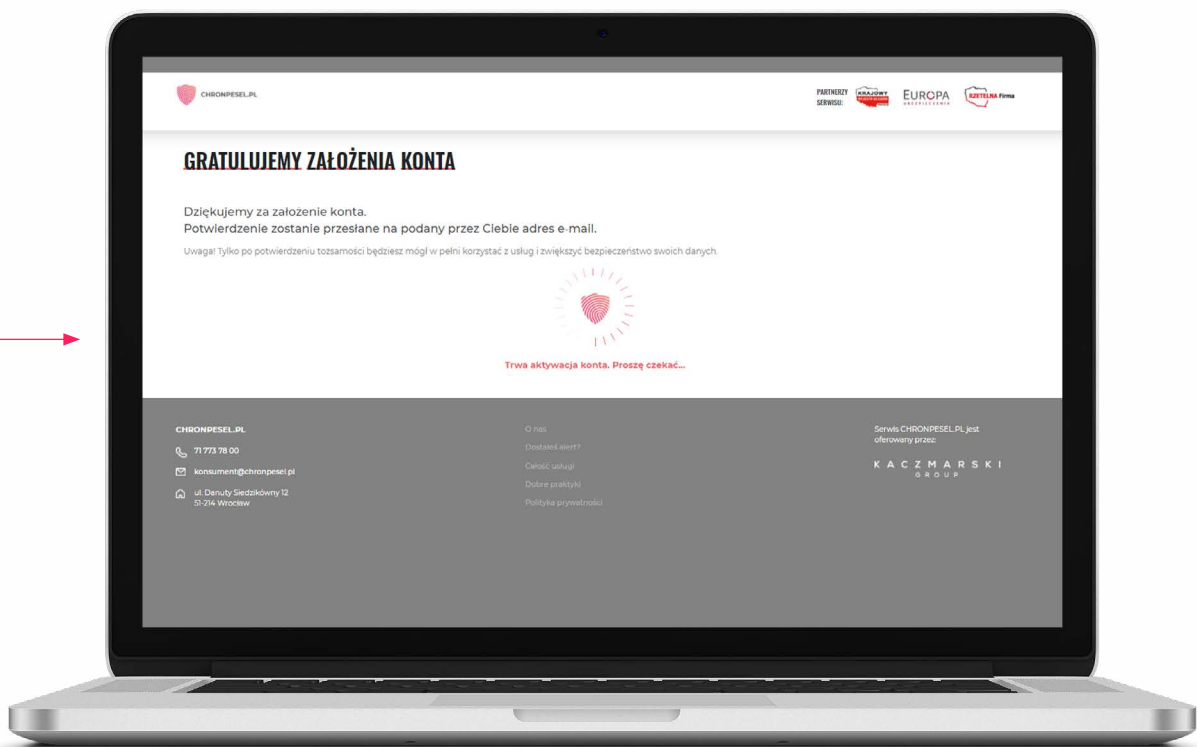 CHRONPESEL.PL
PARTNERZY
SERWISU:
KRAJOWY
EUROPA
UBEZPIECZENIA
RZETELNA Firma
GRATULUJEMY ZAŁOŻENIA KONTA
Dziękujemy za założenie konta.
Potwierdzenie zostanie przesłane na podany przez Ciebie adres e-mail.
Uwaga! Tylko po potwierdzeniu tożsamości będziesz mógł w pełni korzystać z usług i zwiększyć bezpieczeństwo swoich danych.
Trwa aktywacja konta. Proszę czekać...
CHRONPESEL.PL
71 773 78 00
konsument@chronpesel.pl
ul. Danuty Siedzikówny 12
51-214 Wrocław
O nas
Dostałeś alert?
Całość usługi
Dobre praktyki
Polityka prywatności
Serwis CHRONPESEL.PL jest
oferowany przez:
KACZMARSKI
GROUP